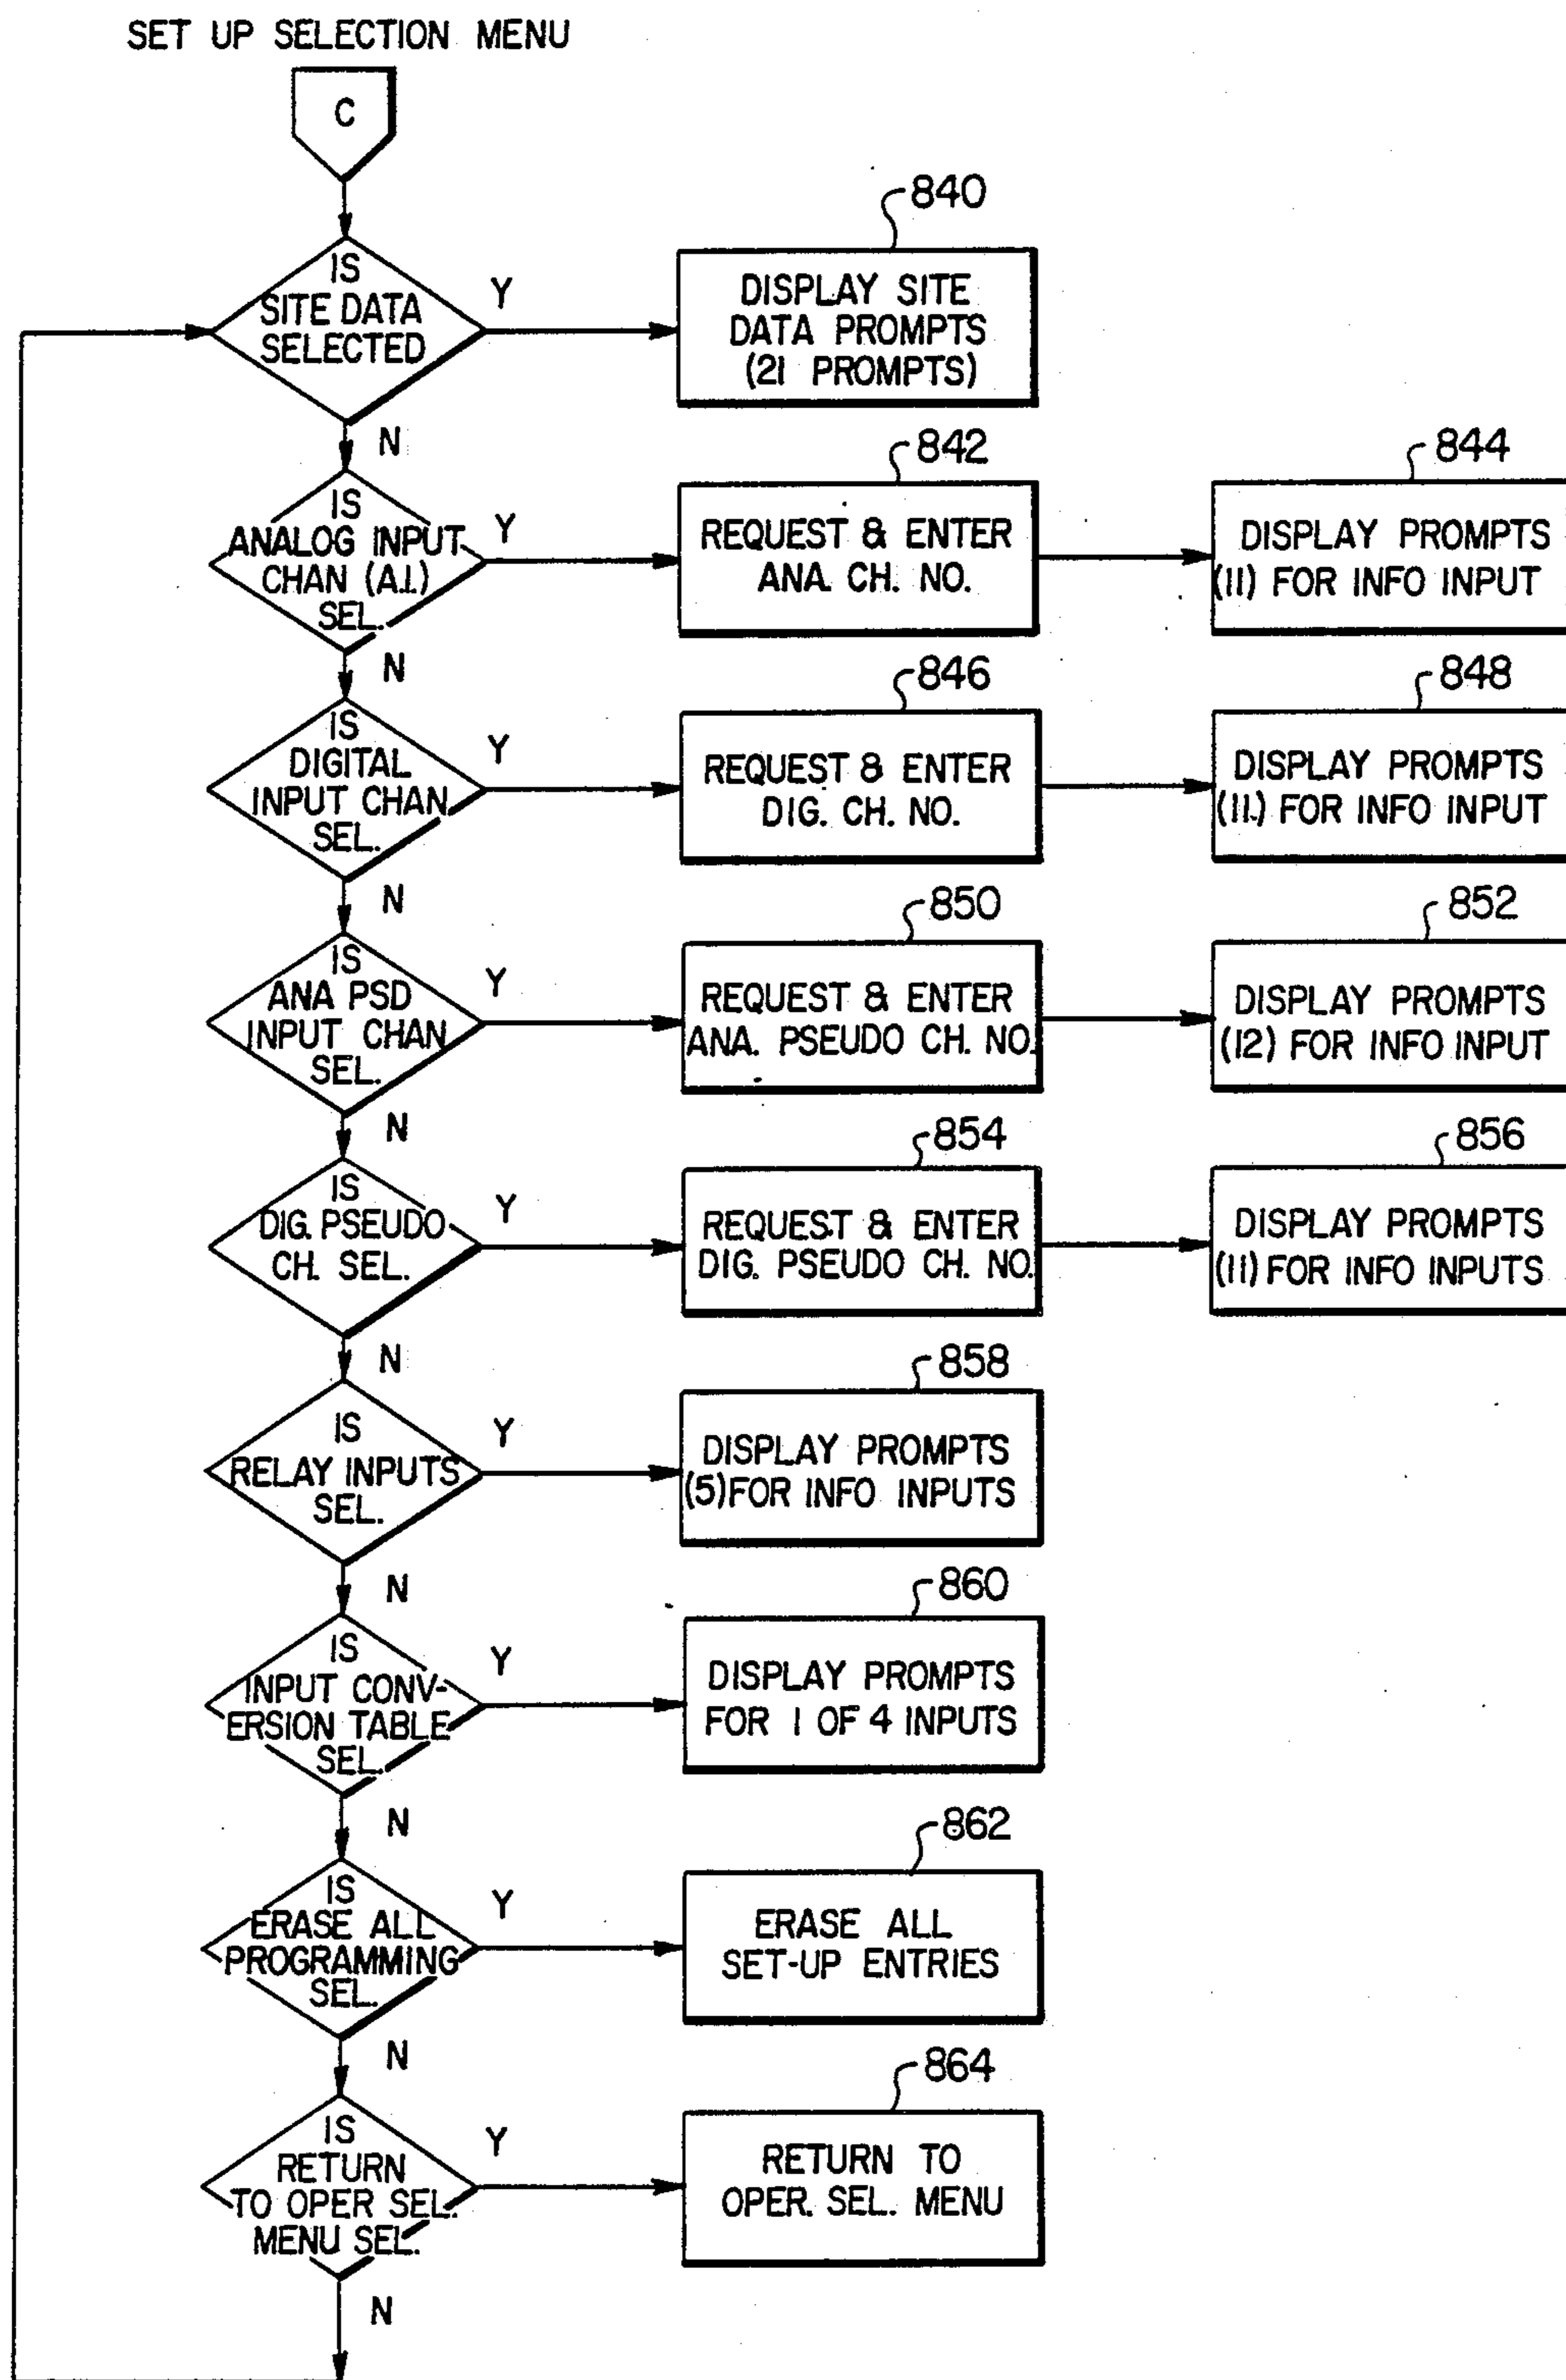 SET UP SELECTION MENU
C
840
IS
SITE DATA
SELECTED
Y
DISPLAY SITE
DATA PROMPTS
(21 PROMPTS)
N
842
844
IS
ANALOG INPUT
CHAN (A.I.)
SEL.
Y
REQUEST & ENTER
ANA. CH. NO.
DISPLAY PROMPTS
(11) FOR INFO INPUT
N
846
848
IS
DIGITAL
INPUT CHAN
SEL.
Y
REQUEST & ENTER
DIG. CH. NO.
DISPLAY PROMPTS
(11.) FOR INFO INPUT
N
850
852
IS
ANA PSD
INPUT CHAN
SEL.
Y
REQUEST & ENTER
ANA. PSEUDO CH. NO.
DISPLAY PROMPTS
(12) FOR INFO INPUT
N
854
856
IS
DIG. PSEUDO
CH. SEL.
Y
REQUEST & ENTER
DIG. PSEUDO CH. NO.
DISPLAY PROMPTS
(11) FOR INFO INPUTS
N
858
IS
RELAY INPUTS
SEL.
Y
DISPLAY PROMPTS
(5) FOR INFO INPUTS
N
860
IS
INPUT CONV-
ERSION TABLE
SEL.
Y
DISPLAY PROMPTS
FOR 1 OF 4 INPUTS
N
862
IS
ERASE ALL
PROGRAMMING
SEL.
Y
ERASE ALL
SET-UP ENTRIES
N
864
IS
RETURN
TO OPER SEL.
MENU SEL.
Y
RETURN TO
OPER. SEL. MENU
N